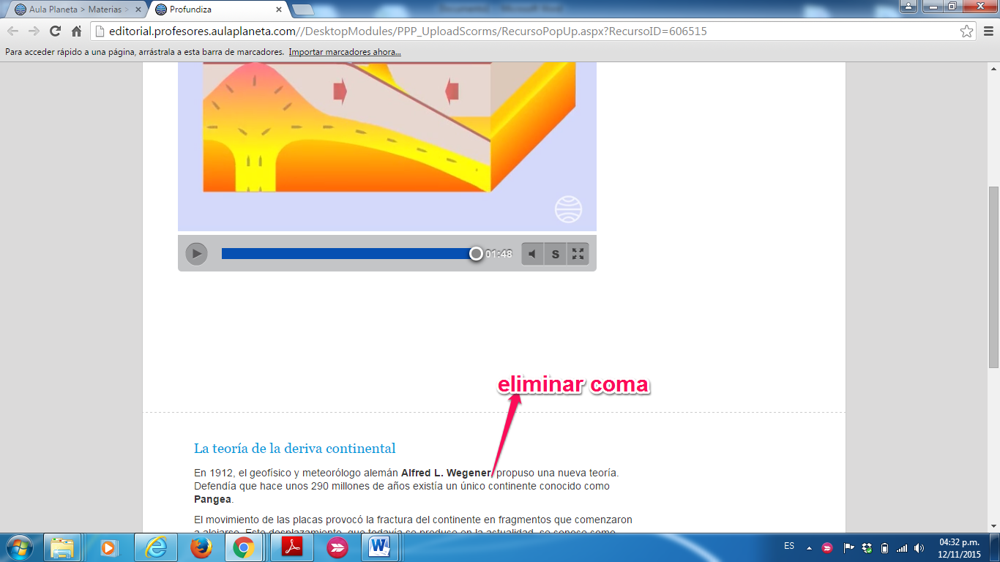 Aula Planeta > Materias >
Profundiza
Documento1 - Microsoft Word
editorial.profesores.aulaplaneta.com//DesktopModules/PPP_UploadScorms/RecursoPopUp.aspx?RecursoID=606515
Para acceder rápido a una página, arrástrala a esta barra de marcadores. Importar marcadores ahora...
01:48
S
eliminar coma
La teoría de la deriva continental
En 1912, el geofísico y meteorólogo alemán Alfred L. Wegener, propuso una nueva teoría.
Defendía que hace unos 290 millones de años existía un único continente conocido como
Pangea.
El movimiento de las placas provocó la fractura del continente en fragmentos que comenzaron
a alejarse. Este desplazamiento, que todavía se produce en la actualidad, se conoce como
ES
04:32 p.m.
12/11/2015